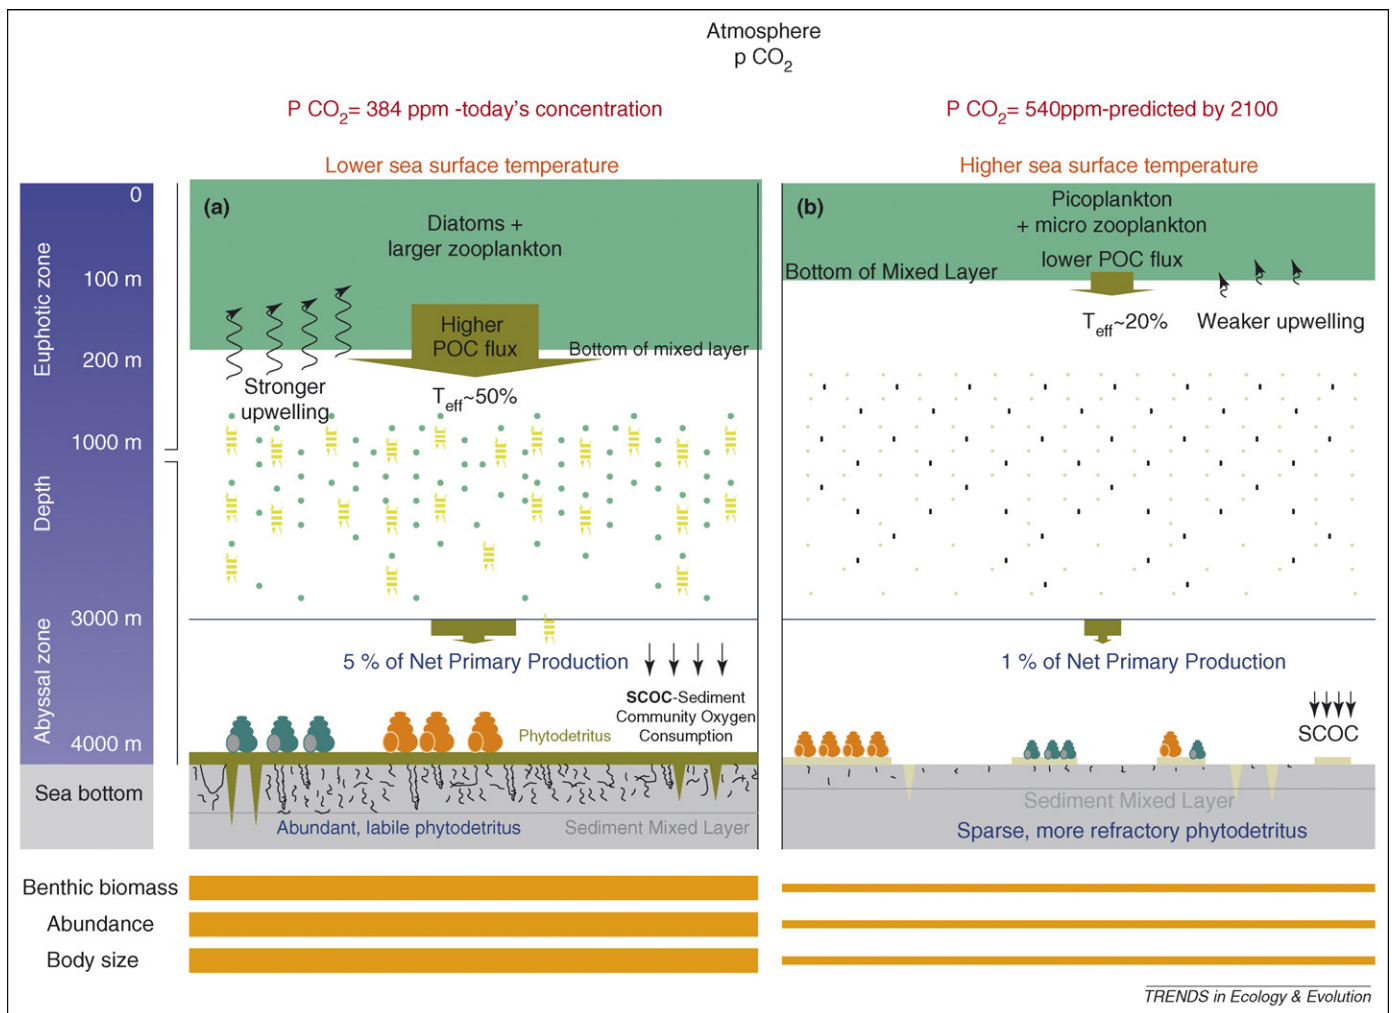 Atmosphere
p CO2
P CO2= 384 ppm -today's concentration
P CO2= 540ppm-predicted by 2100
Lower sea surface temperature
Higher sea surface temperature
0
100 m
200 m
1000 m
3000 m
4000 m
Euphotic zone
Depth
Abyssal zone
Sea bottom
(a)
Diatoms +
larger zooplankton
Higher
POC flux
Bottom of mixed layer
Stronger
upwelling
Teff~50%
5 % of Net Primary Production
SCOC-Sediment
Community Oxygen
Consumption
Phytodetritus
Abundant, labile phytodetritus
Sediment Mixed Layer
(b)
Picoplankton
+ micro zooplankton
lower POC flux
Bottom of Mixed Layer
Teff~20%
Weaker upwelling
1 % of Net Primary Production
SCOC
Sediment Mixed Layer
Sparse, more refractory phytodetritus
Benthic biomass
Abundance
Body size
TRENDS in Ecology & Evolution